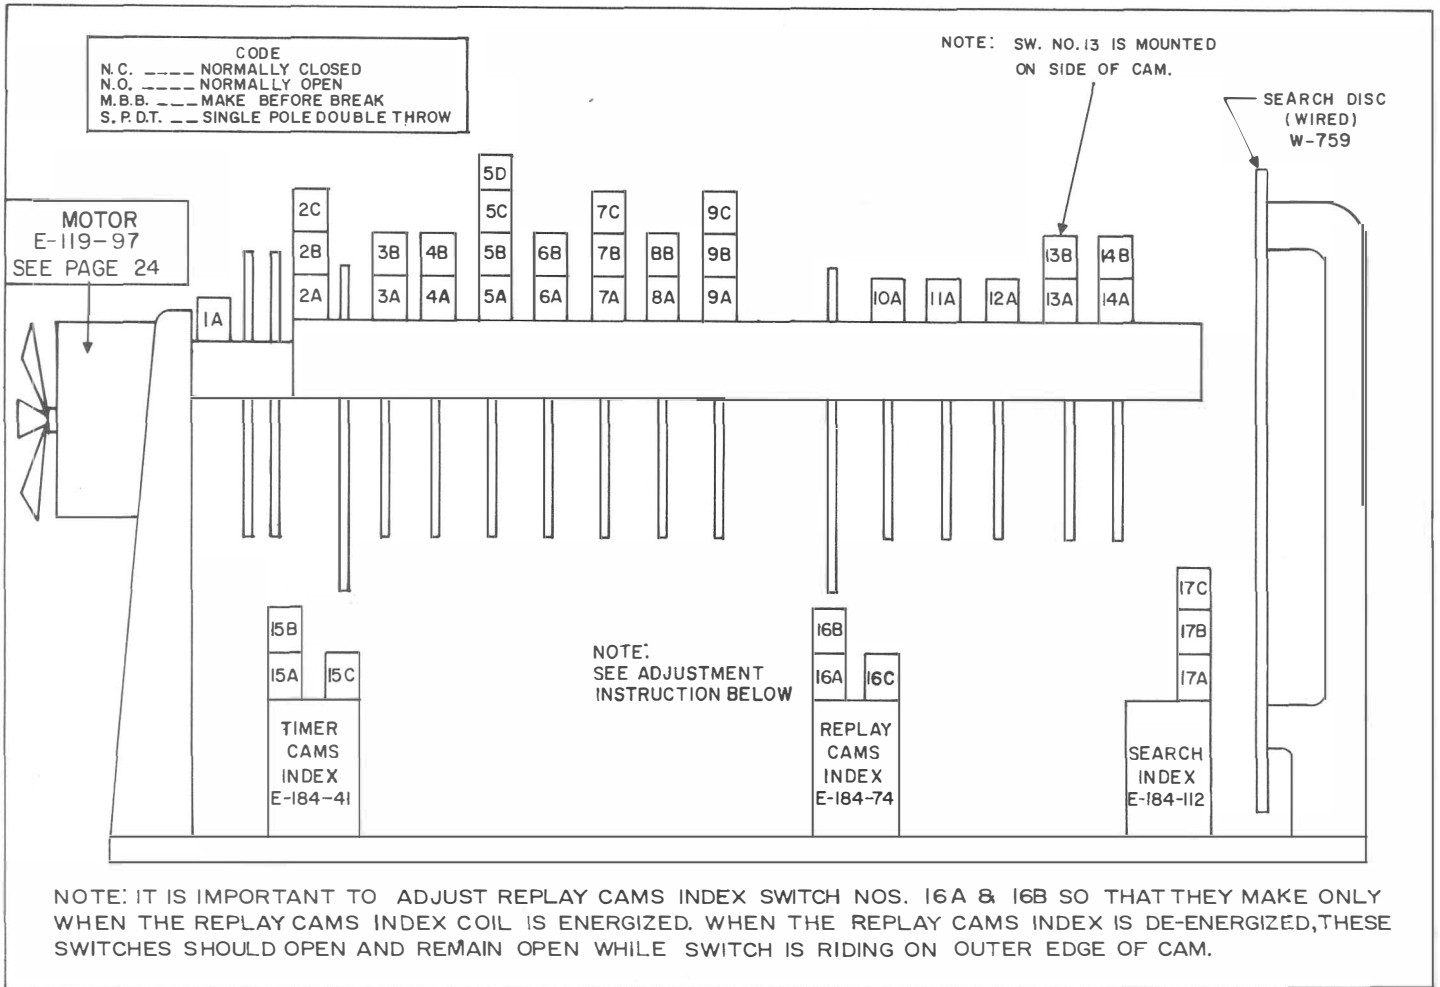 CODE
N.C. ---- NORMALLY CLOSED
N.O. ---- NORMALLY OPEN
M.B.B. --- MAKE BEFORE BREAK
S.P.D.T. -- SINGLE POLE DOUBLE THROW
NOTE: SW. NO. 13 IS MOUNTED
ON SIDE OF CAM.
SEARCH DISC
(WIRED)
W-759
MOTOR
E-119-97
SEE PAGE 24
5D
2C 5C 7C 9C
2B 3B 4B 5B 6B 7B 8B 9B 13B 14B
1A 2A 3A 4A 5A 6A 7A 8A 9A 10A 11A 12A 13A 14A
17C
15B 16B 17B
15A 15C 16A 16C 17A
NOTE:
SEE ADJUSTMENT
INSTRUCTION BELOW
TIMER
CAMS
INDEX
E-184-41
REPLAY
CAMS
INDEX
E-184-74
SEARCH
INDEX
E-184-112
NOTE: IT IS IMPORTANT TO ADJUST REPLAY CAMS INDEX SWITCH NOS. 16A & 16B SO THAT THEY MAKE ONLY
WHEN THE REPLAY CAMS INDEX COIL IS ENERGIZED. WHEN THE REPLAY CAMS INDEX IS DE-ENERGIZED, THESE
SWITCHES SHOULD OPEN AND REMAIN OPEN WHILE SWITCH IS RIDING ON OUTER EDGE OF CAM.